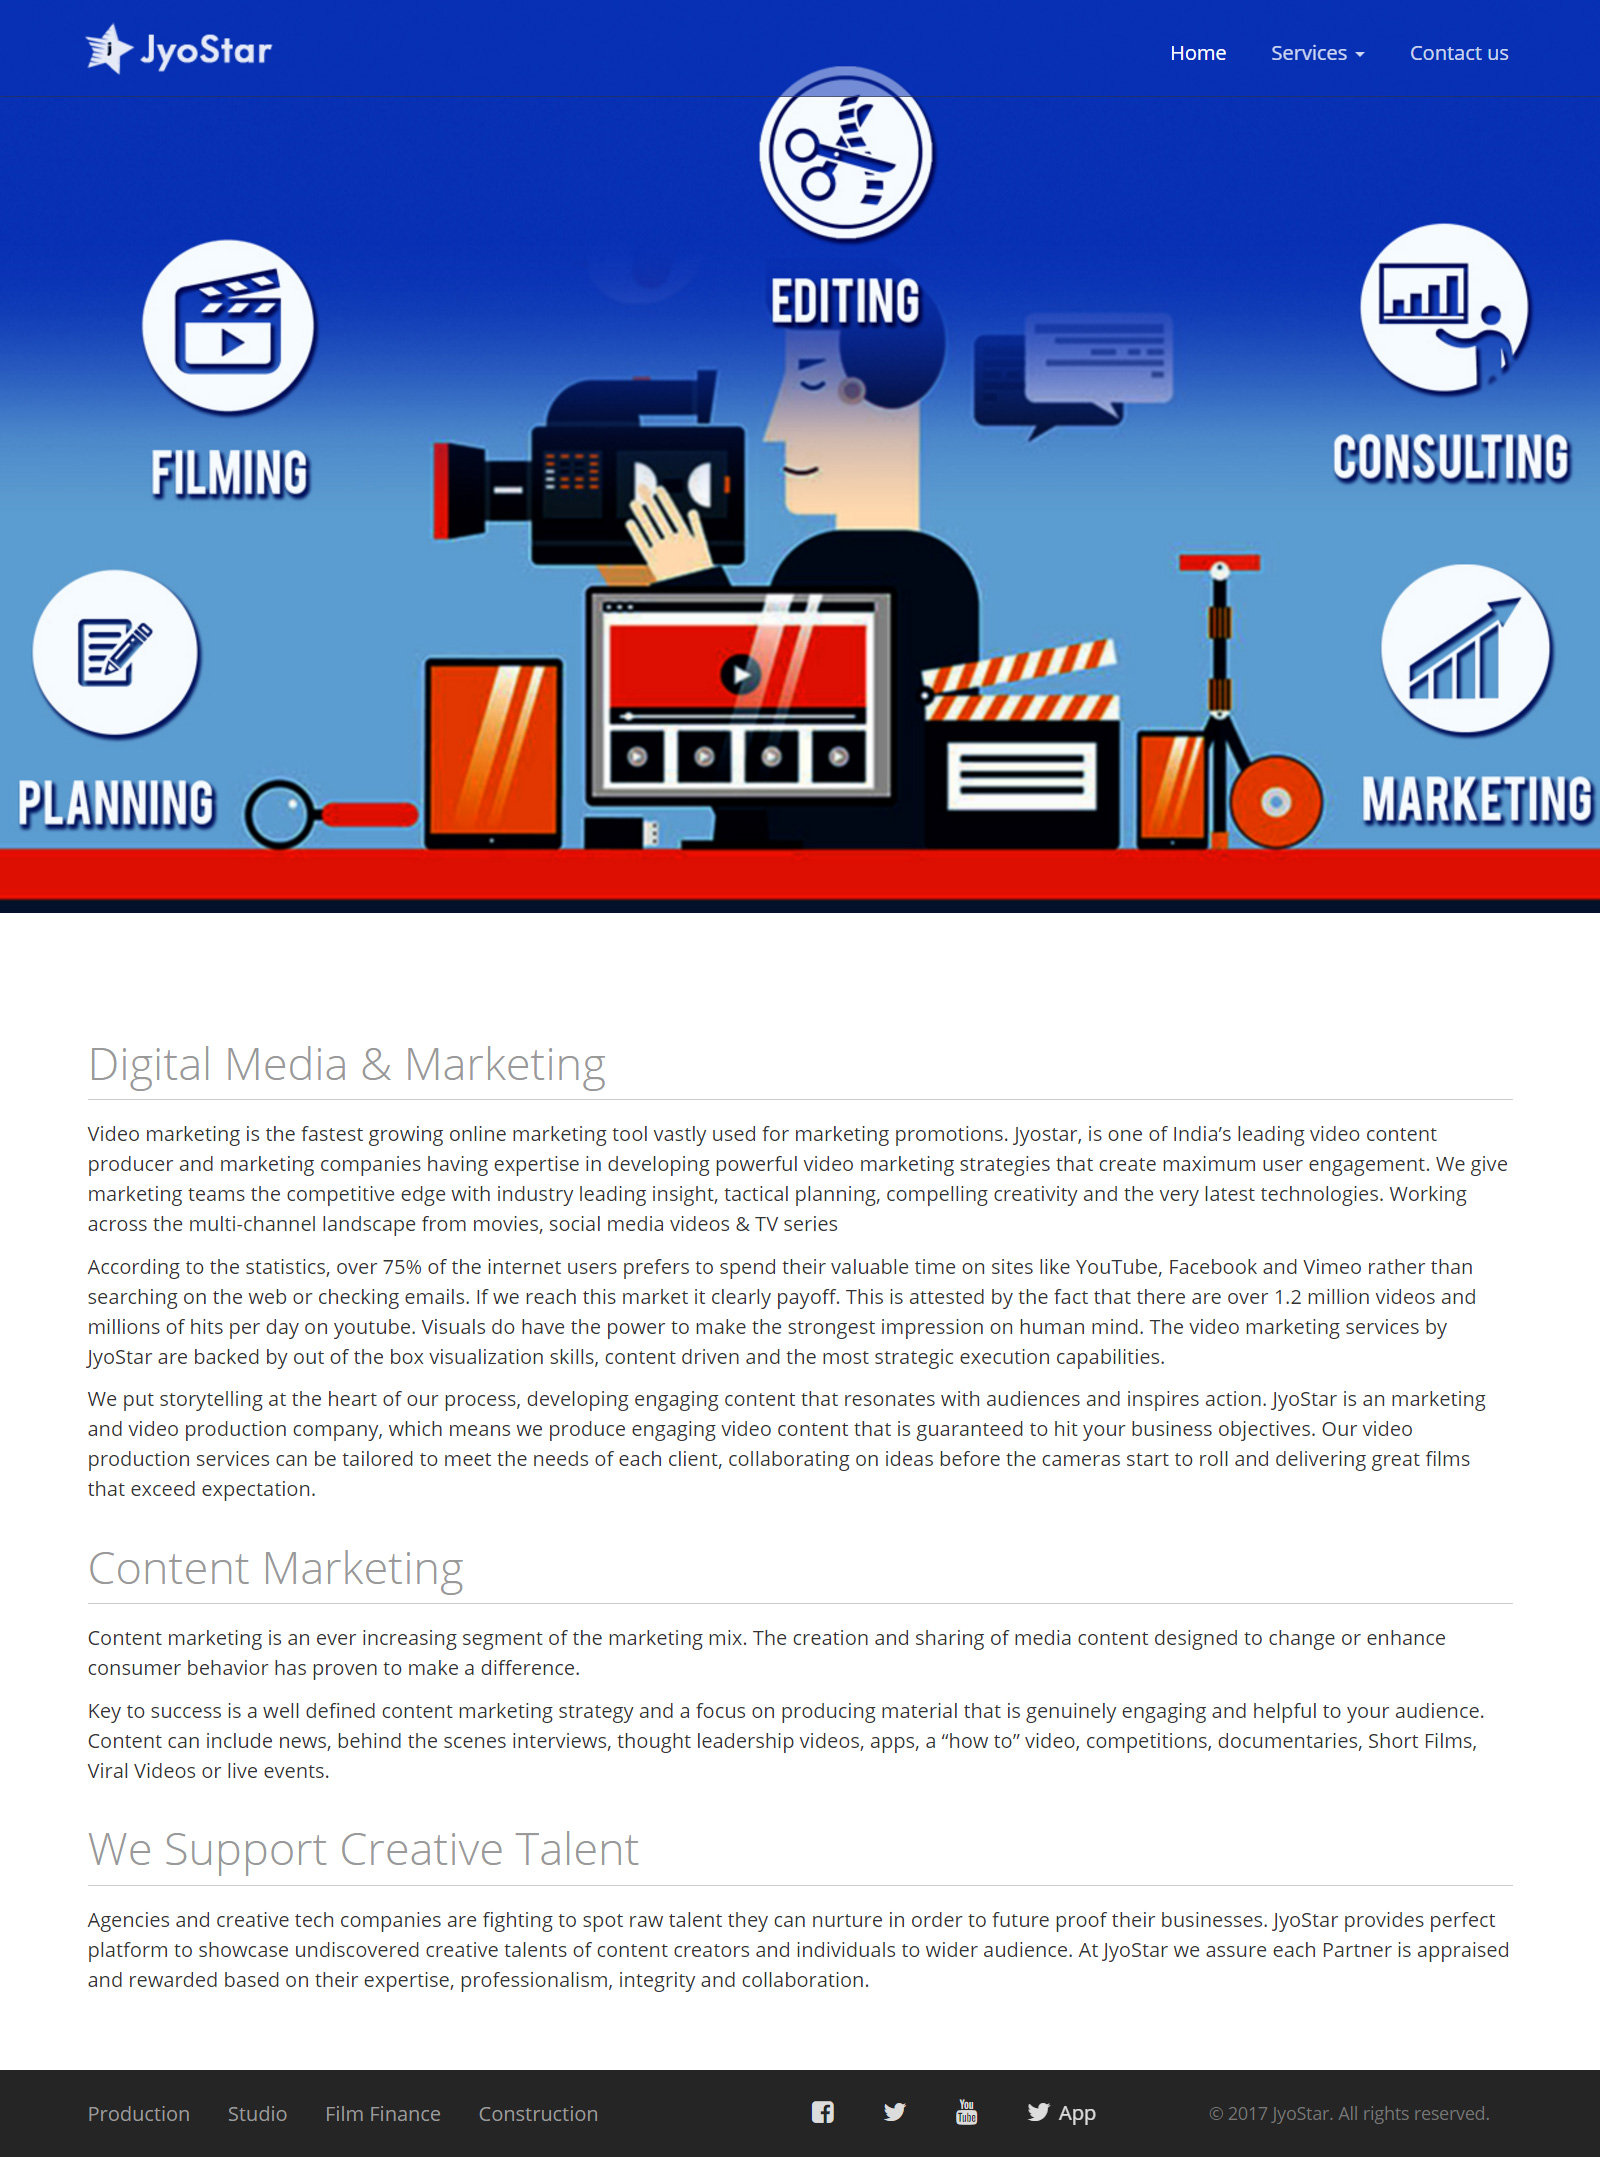 JyoStar
Home Services Contact us
EDITING
FILMING
CONSULTING
PLANNING
MARKETING
Digital Media & Marketing
Video marketing is the fastest growing online marketing tool vastly used for marketing promotions. Jyostar, is one of India’s leading video content
producer and marketing companies having expertise in developing powerful video marketing strategies that create maximum user engagement. We give
marketing teams the competitive edge with industry leading insight, tactical planning, compelling creativity and the very latest technologies. Working
across the multi-channel landscape from movies, social media videos & TV series
According to the statistics, over 75% of the internet users prefers to spend their valuable time on sites like YouTube, Facebook and Vimeo rather than
searching on the web or checking emails. If we reach this market it clearly payoff. This is attested by the fact that there are over 1.2 million videos and
millions of hits per day on youtube. Visuals do have the power to make the strongest impression on human mind. The video marketing services by
JyoStar are backed by out of the box visualization skills, content driven and the most strategic execution capabilities.
We put storytelling at the heart of our process, developing engaging content that resonates with audiences and inspires action. JyoStar is an marketing
and video production company, which means we produce engaging video content that is guaranteed to hit your business objectives. Our video
production services can be tailored to meet the needs of each client, collaborating on ideas before the cameras start to roll and delivering great films
that exceed expectation.
Content Marketing
Content marketing is an ever increasing segment of the marketing mix. The creation and sharing of media content designed to change or enhance
consumer behavior has proven to make a difference.
Key to success is a well defined content marketing strategy and a focus on producing material that is genuinely engaging and helpful to your audience.
Content can include news, behind the scenes interviews, thought leadership videos, apps, a “how to” video, competitions, documentaries, Short Films,
Viral Videos or live events.
We Support Creative Talent
Agencies and creative tech companies are fighting to spot raw talent they can nurture in order to future proof their businesses. JyoStar provides perfect
platform to showcase undiscovered creative talents of content creators and individuals to wider audience. At JyoStar we assure each Partner is appraised
and rewarded based on their expertise, professionalism, integrity and collaboration.
Production Studio Film Finance Construction You Tube App © 2017 JyoStar. All rights reserved.